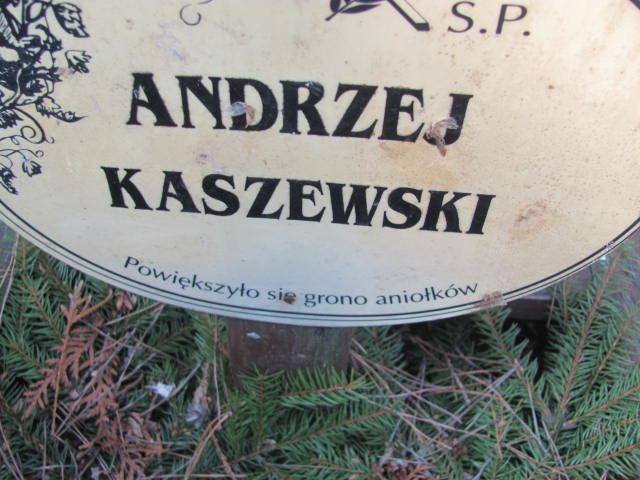 S.P.
ANDRZEJ
KASZEWSKI
Powiększyło się grono aniołków